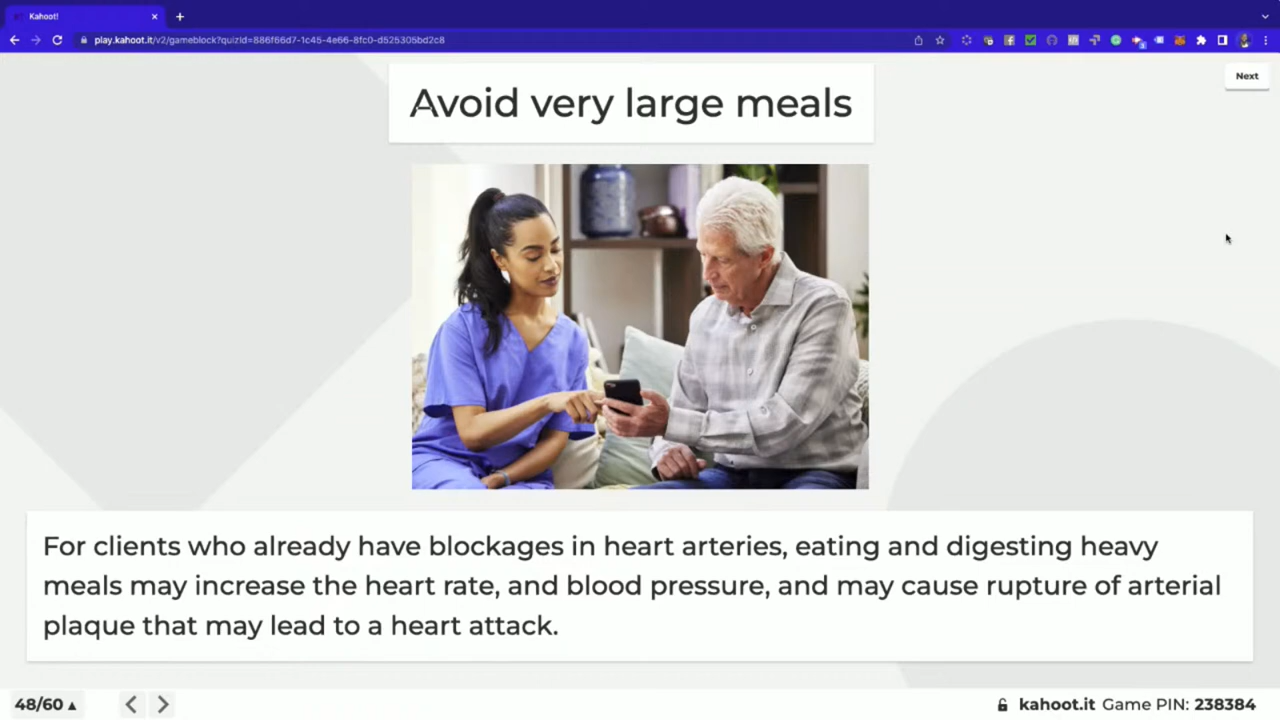 Kahoot!
play.kahoot.it/v2/gameblock?quizId=886f66d7-1c45-4e66-8fc0-d525305bd2c8
Next
Avoid very large meals
For clients who already have blockages in heart arteries, eating and digesting heavy
meals may increase the heart rate, and blood pressure, and may cause rupture of arterial
plaque that may lead to a heart attack.
48/60
kahoot.it Game PIN: 238384